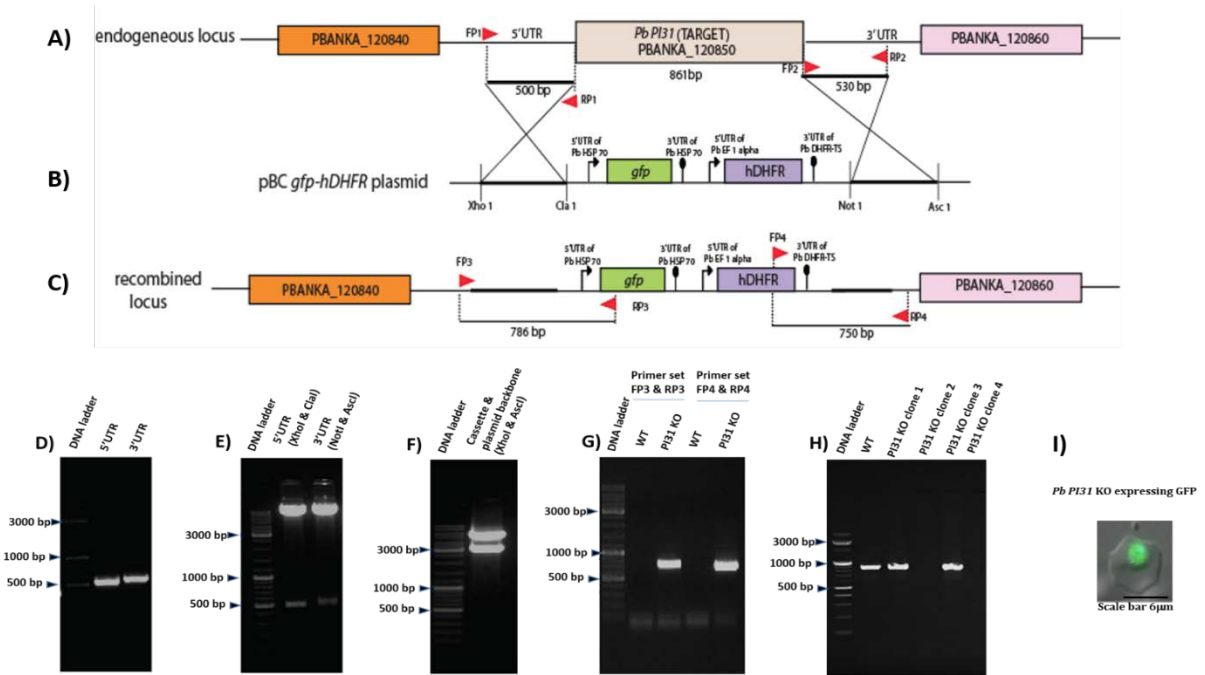 A)
endogeneous locus
PBANKA_120840
FP1
5'UTR
Pb PI31 (TARGET)
PBANKA_120850
861bp
3'UTR
FP2
RP2
PBANKA_120860
500 bp
RP1
530 bp
B)
pBC gfp-hDHFR plasmid
5'UTR of
Pb HSP 70
gfp
3'UTR of
Pb HSP 70
5'UTR of
Pb EF 1 alpha
hDHFR
3'UTR of
Pb DHFR-TS
Xho 1
Cla 1
Not 1
Asc 1
C)
recombined
locus
PBANKA_120840
FP3
5'UTR of
Pb HSP 70
gfp
3'UTR of
Pb HSP 70
5'UTR of
Pb EF 1 alpha
FP4
hDHFR
3'UTR of
Pb DHFR-TS
PBANKA_120860
RP3
RP4
786 bp
750 bp
D)
DNA ladder
5'UTR
3'UTR
3000 bp
1000 bp
500 bp
E)
DNA ladder
5'UTR
(XhoI & ClaI)
3'UTR
(NotI & AscI)
3000 bp
1000 bp
500 bp
F)
DNA ladder
Cassette &
plasmid backbone
(XhoI & AscI)
3000 bp
1000 bp
500 bp
G)
Primer set
FP3 & RP3
Primer set
FP4 & RP4
DNA ladder
WT
PI31 KO
WT
PI31 KO
3000 bp
1000 bp
500 bp
H)
DNA ladder
WT
PI31 KO clone 1
PI31 KO clone 2
PI31 KO clone 3
PI31 KO clone 4
3000 bp
1000 bp
500 bp
I)
Pb PI31 KO expressing GFP
Scale bar 6µm